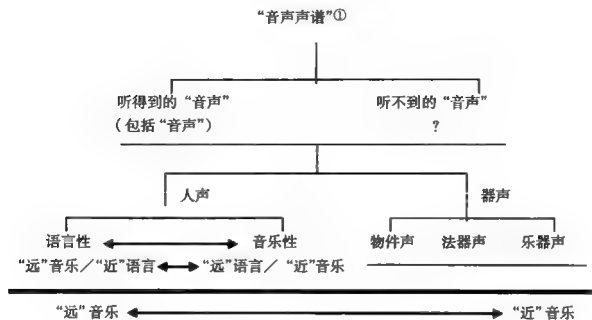 “音声声谱”①
听得到的“音声” 听不到的“音声”
（包括“音声”） ?
人声 器声
语言性 音乐性 物件声 法器声 乐器声
“远”音乐／“近”语言 “远”语言／“近”音乐
“远”音乐 “近”音乐